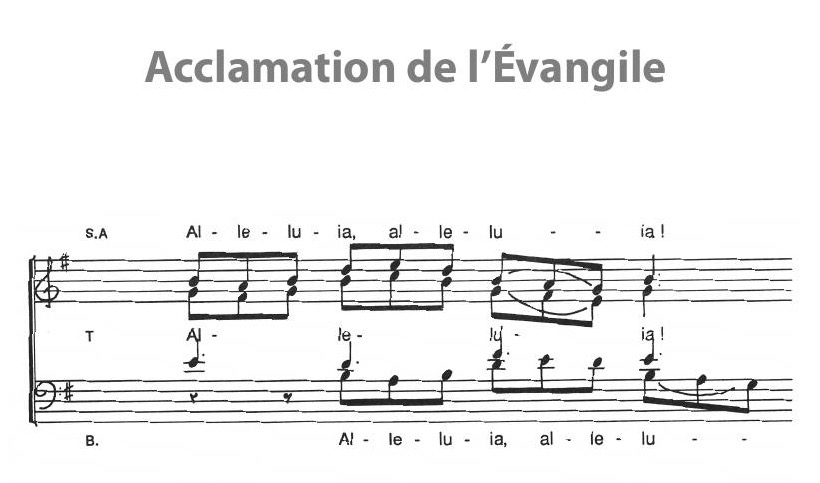 Acclamation de l’Évangile
S.A Al - le - lu - ia, al - le - lu - - ia !
T Al - le - lu - ia !
B. Al - le - lu - ia, al - le - lu - -